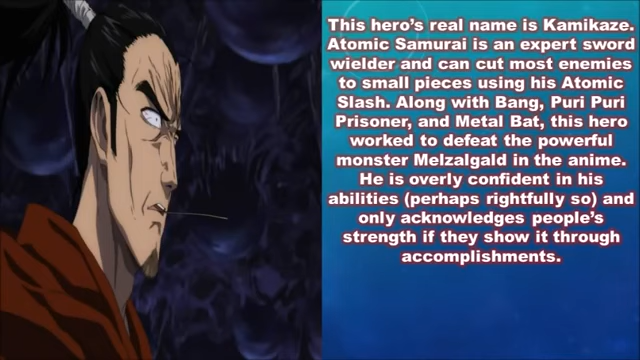 This hero's real name is Kamikaze.
Atomic Samurai is an expert sword
wielder and can cut most enemies
to small pieces using his Atomic
Slash. Along with Bang, Puri Puri
Prisoner, and Metal Bat, this hero
worked to defeat the powerful
monster Melzalgald in the anime.
He is overly confident in his
abilities (perhaps rightfully so) and
only acknowledges people's
strength if they show it through
accomplishments.